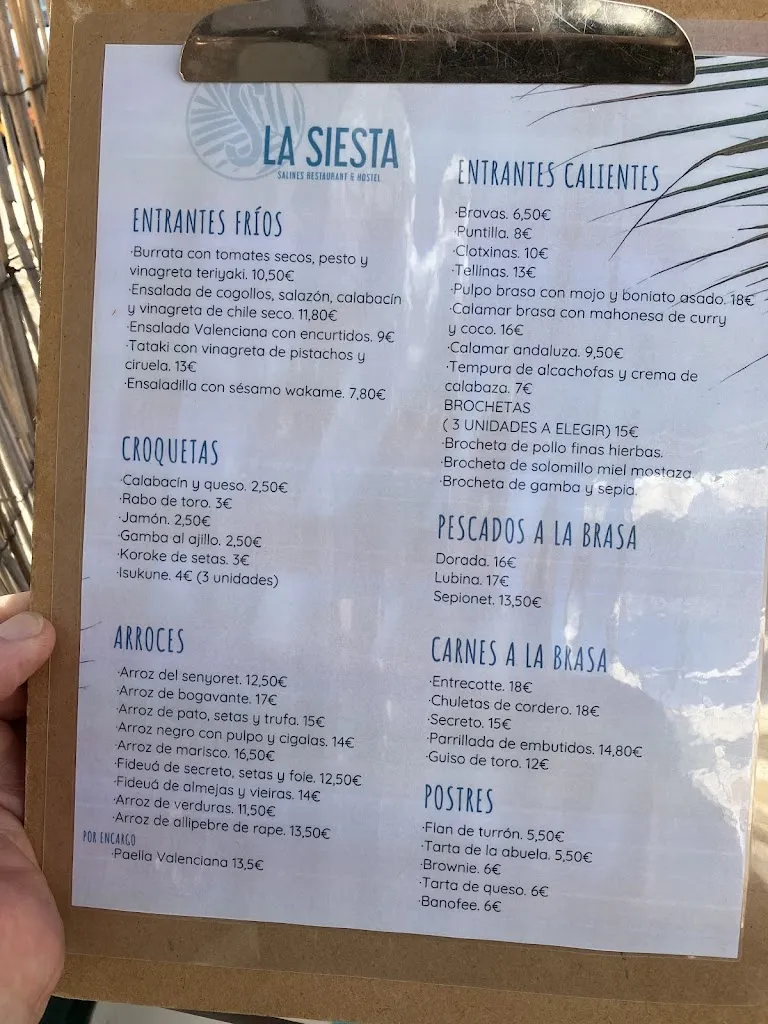 LA SIESTA
SALINES RESTAURANT & HOSTEL
ENTRANTES FRÍOS
·Burrata con tomates secos, pesto y
vinagreta teriyaki. 10,50€
·Ensalada de cogollos, salazón, calabacín
y vinagreta de chile seco. 11,80€
·Ensalada Valenciana con encurtidos. 9€
·Tataki con vinagreta de pistachos y
ciruela. 13€
·Ensaladilla con sésamo wakame. 7,80€
CROQUETAS
·Calabacín y queso. 2,50€
·Rabo de toro. 3€
·Jamón. 2,50€
·Gamba al ajillo. 2,50€
·Koroke de setas. 3€
·Isukune. 4€ (3 unidades)
ARROCES
·Arroz del senyoret. 12,50€
·Arroz de bogavante. 17€
·Arroz de pato, setas y trufa. 15€
·Arroz negro con pulpo y cigalas. 14€
·Arroz de marisco. 16,50€
·Fideuá de secreto, setas y foie. 12,50€
·Fideuá de almejas y vieiras. 14€
·Arroz de verduras. 11,50€
·Arroz de allipebre de rape. 13,50€
POR ENCARGO
·Paella Valenciana 13,5€
ENTRANTES CALIENTES
·Bravas. 6,50€
·Puntilla. 8€
·Clotxinas. 10€
·Tellinas. 13€
·Pulpo brasa con mojo y boniato asado. 18€
·Calamar brasa con mahonesa de curry
y coco. 16€
·Calamar andaluza. 9,50€
·Tempura de alcachofas y crema de
calabaza. 7€
BROCHETAS
( 3 UNIDADES A ELEGIR) 15€
·Brocheta de pollo finas hierbas.
·Brocheta de solomillo miel mostaza
·Brocheta de gamba y sepia.
PESCADOS A LA BRASA
Dorada. 16€
Lubina. 17€
Sepionet. 13,50€
CARNES A LA BRASA
·Entrecotte. 18€
·Chuletas de cordero. 18€
·Secreto. 15€
·Parrillada de embutidos. 14,80€
·Guiso de toro. 12€
POSTRES
·Flan de turrón. 5,50€
·Tarta de la abuela. 5,50€
·Brownie. 6€
·Tarta de queso. 6€
·Banofee. 6€